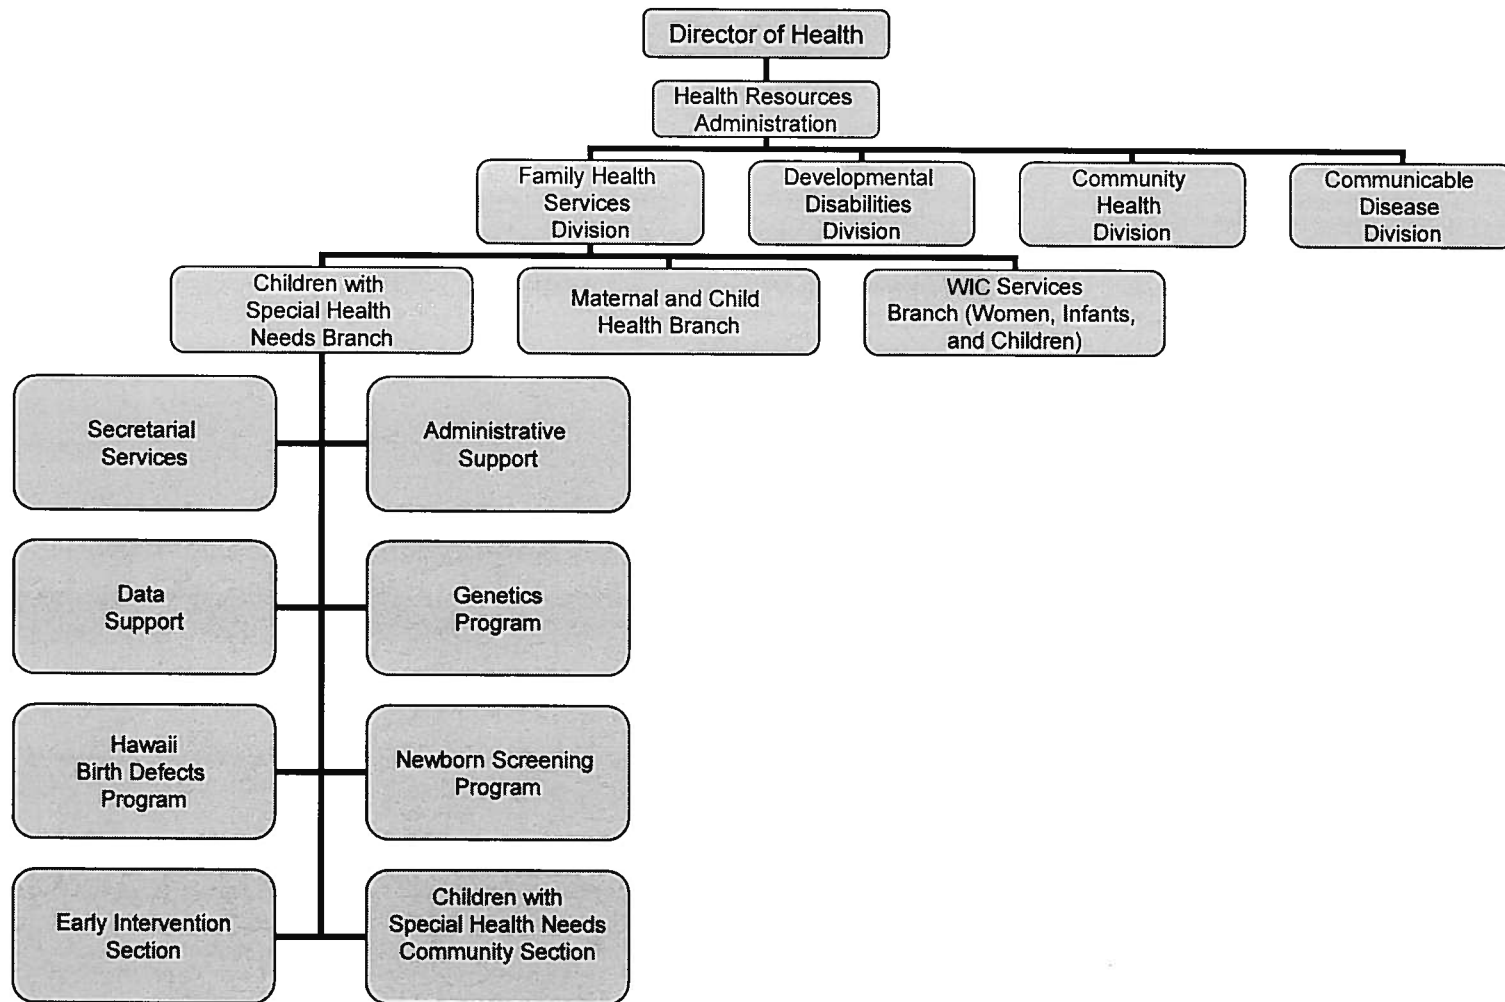 Director of Health
Health Resources
Administration
Family Health
Services
Division
Developmental
Disabilities
Division
Community
Health
Division
Communicable
Disease
Division
Children with
Special Health
Needs Branch
Maternal and Child
Health Branch
WIC Services
Branch (Women, Infants,
and Children)
Secretarial
Services
Administrative
Support
Data
Support
Genetics
Program
Hawaii
Birth Defects
Program
Newborn Screening
Program
Early Intervention
Section
Children with
Special Health Needs
Community Section